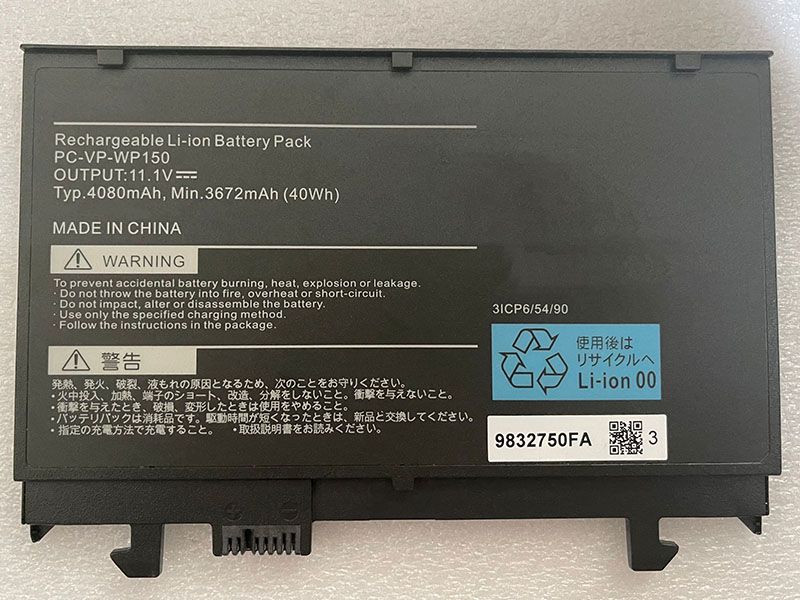 Rechargeable Li-ion Battery Pack
PC-VP-WP150
OUTPUT:11.1V⎓
Typ.4080mAh, Min.3672mAh (40Wh)
MADE IN CHINA
WARNING
To prevent accidental battery burning, heat, explosion or leakage.
· Do not throw the battery into fire, overheat or short-circuit.
· Do not impact, alter or disassemble the battery.
· Use only the specified charging method.
· Follow the instructions in the package.
警告
発熱、発火、破裂、液もれの原因となるため、次のことをお守りください。
・火中投入、加熱、端子のショート、改造、分解をしないこと。衝撃を与えないこと。
・衝撃を与えたとき、破損、変形したときは使用をやめること。
・バッテリパックは消耗品です。駆動時間が短くなったときは、新品と交換してください。
・指定の充電方法で充電すること。 ・取扱説明書をお読みください。
3ICP6/54/90
使用後は
リサイクルへ
Li-ion 00
9832750FA 3